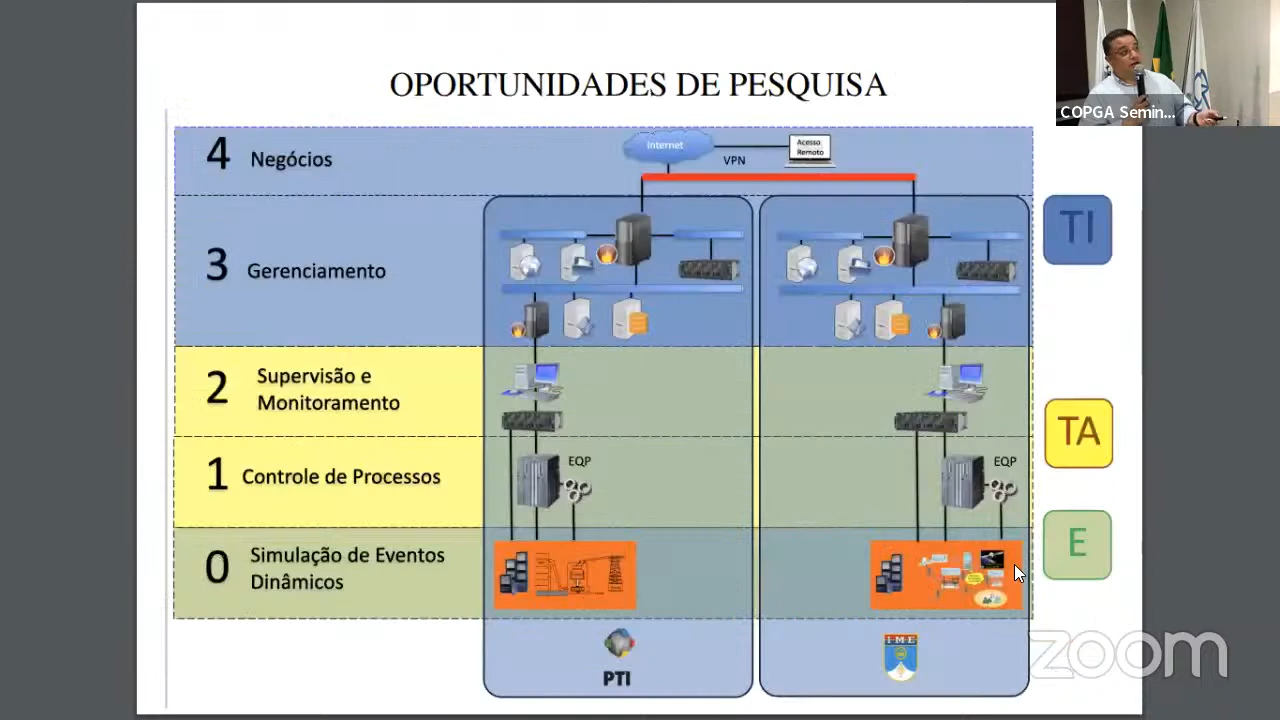 OPORTUNIDADES DE PESQUISA
COPGA Semin...
4 Negócios
Internet
VPN
Acesso
Remoto
3 Gerenciamento
TI
2 Supervisão e
Monitoramento
TA
1 Controle de Processos
EQP
EQP
0 Simulação de Eventos
Dinâmicos
E
PTI
I M E
zoom